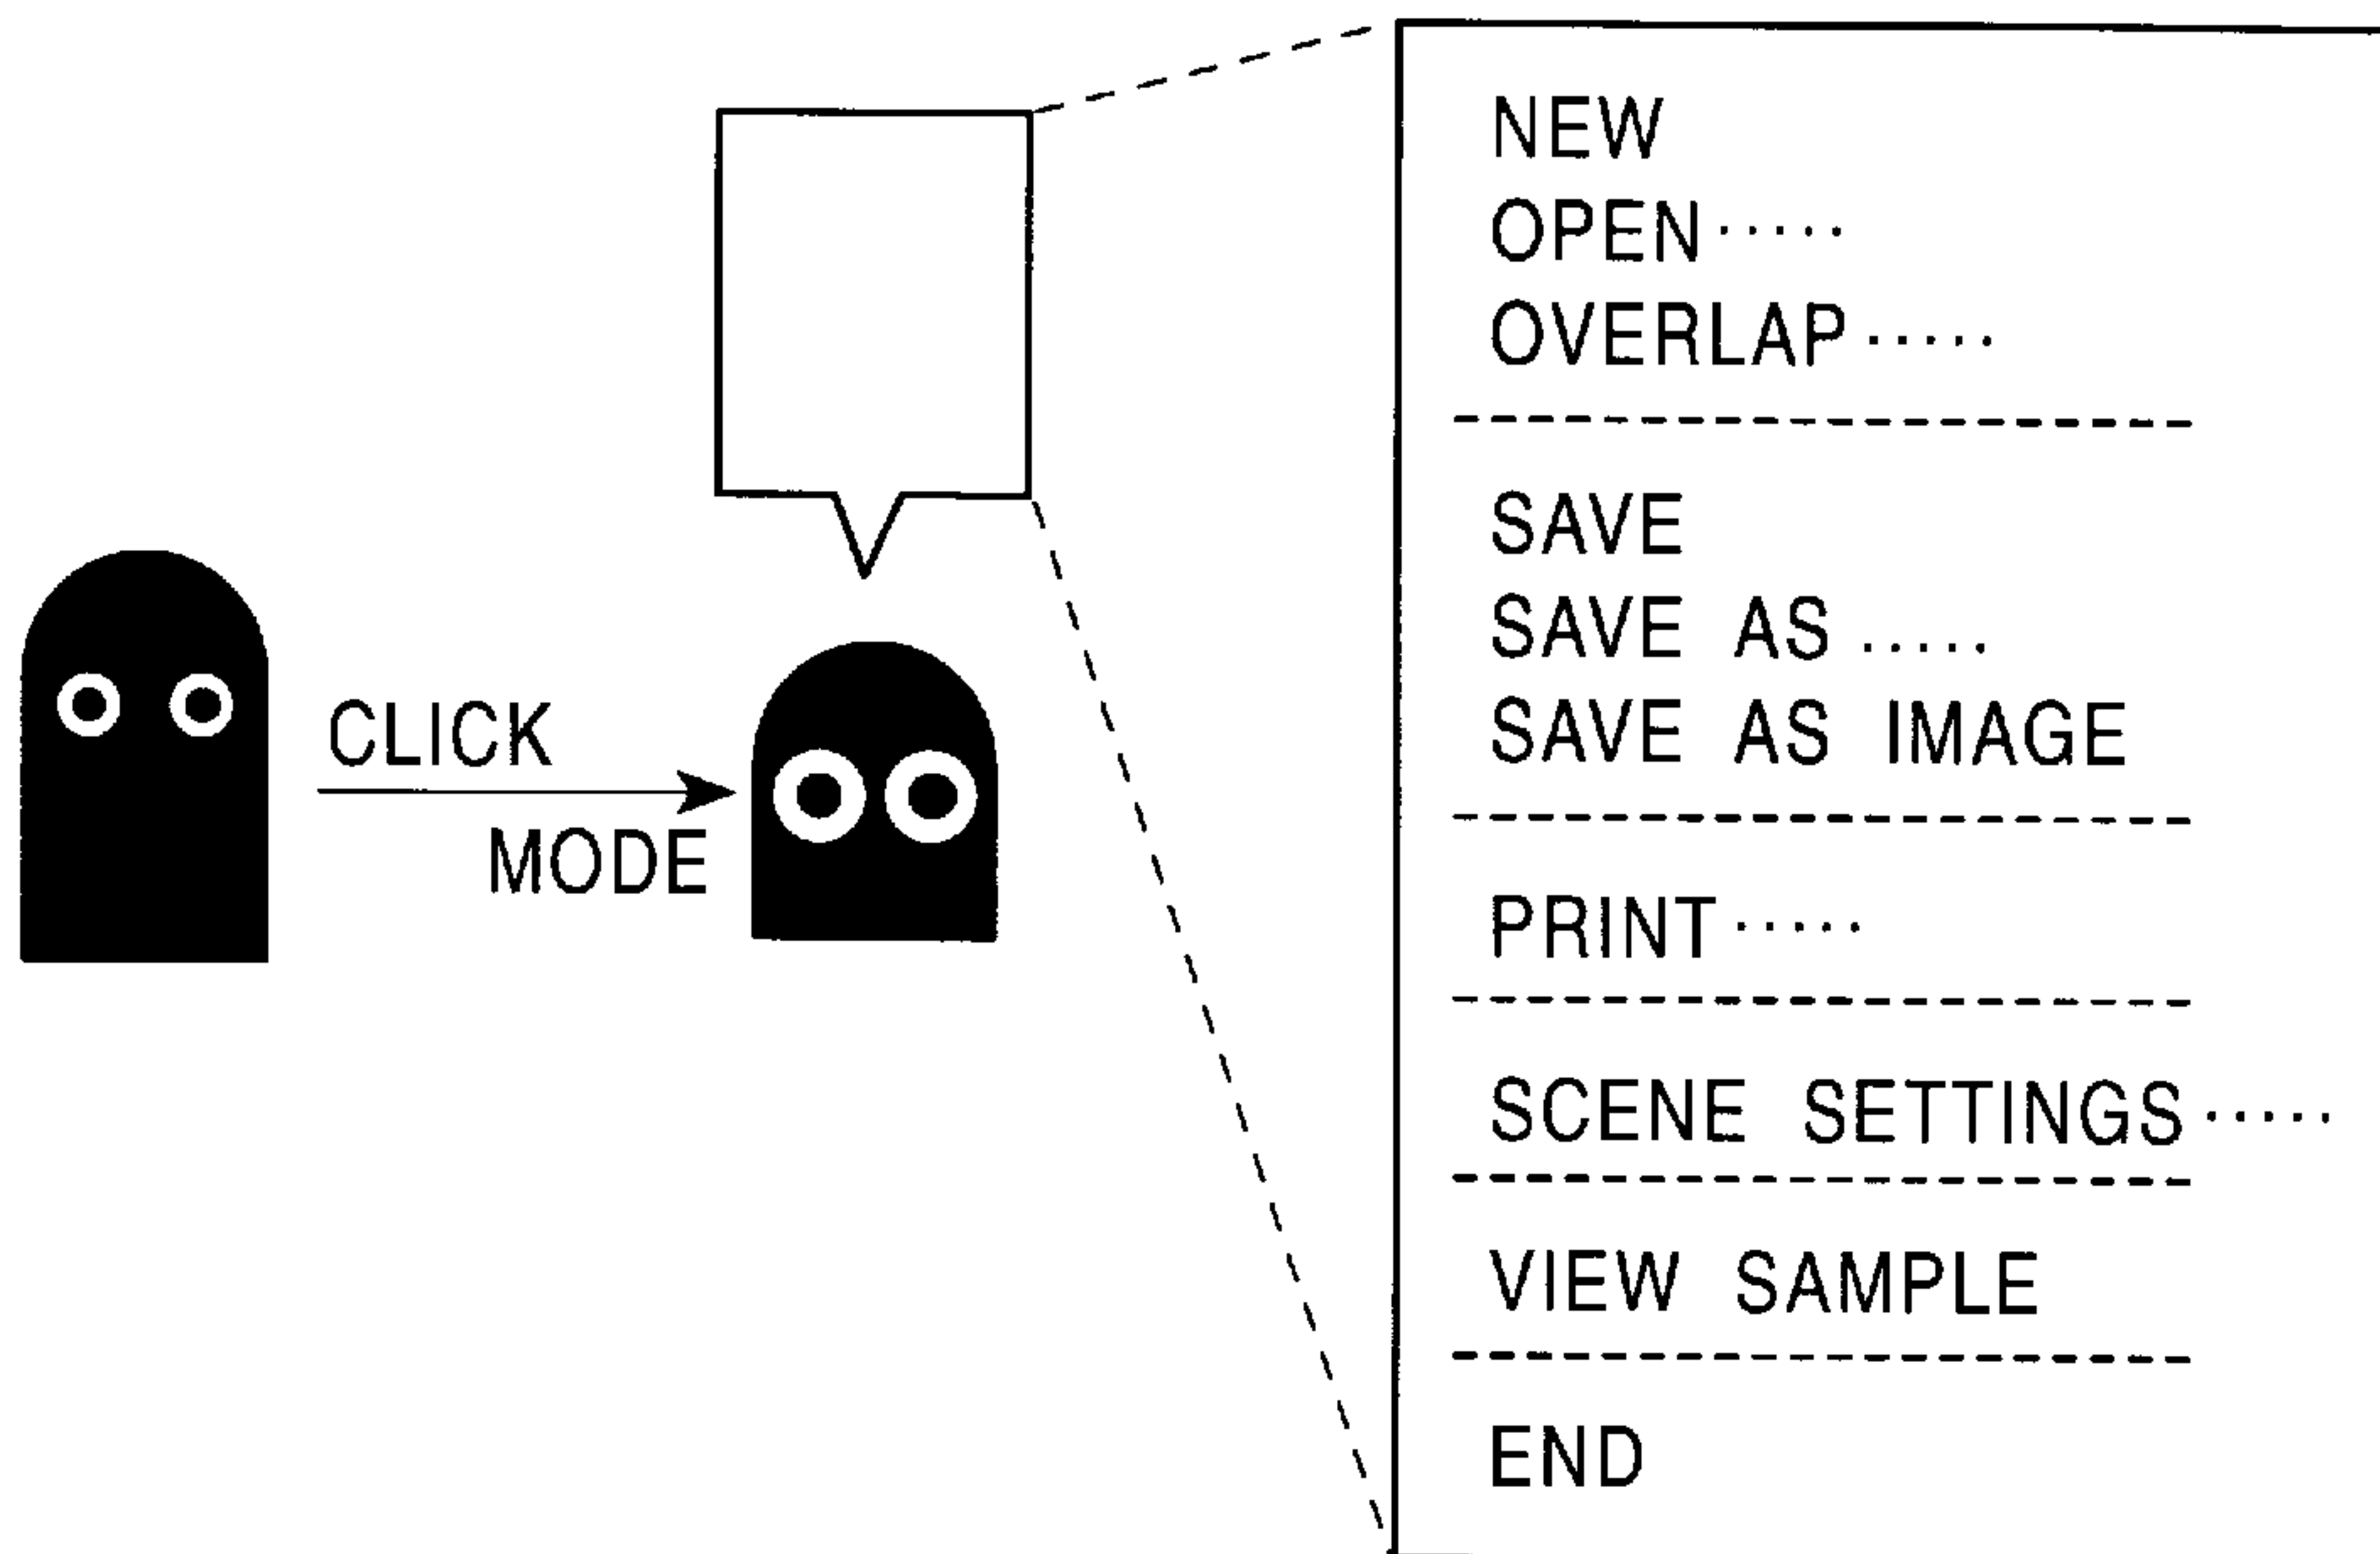 CLICK
MODE
NEW
OPEN·····
OVERLAP·····
SAVE
SAVE AS .....
SAVE AS IMAGE
PRINT·····
SCENE SETTINGS·····
VIEW SAMPLE
END